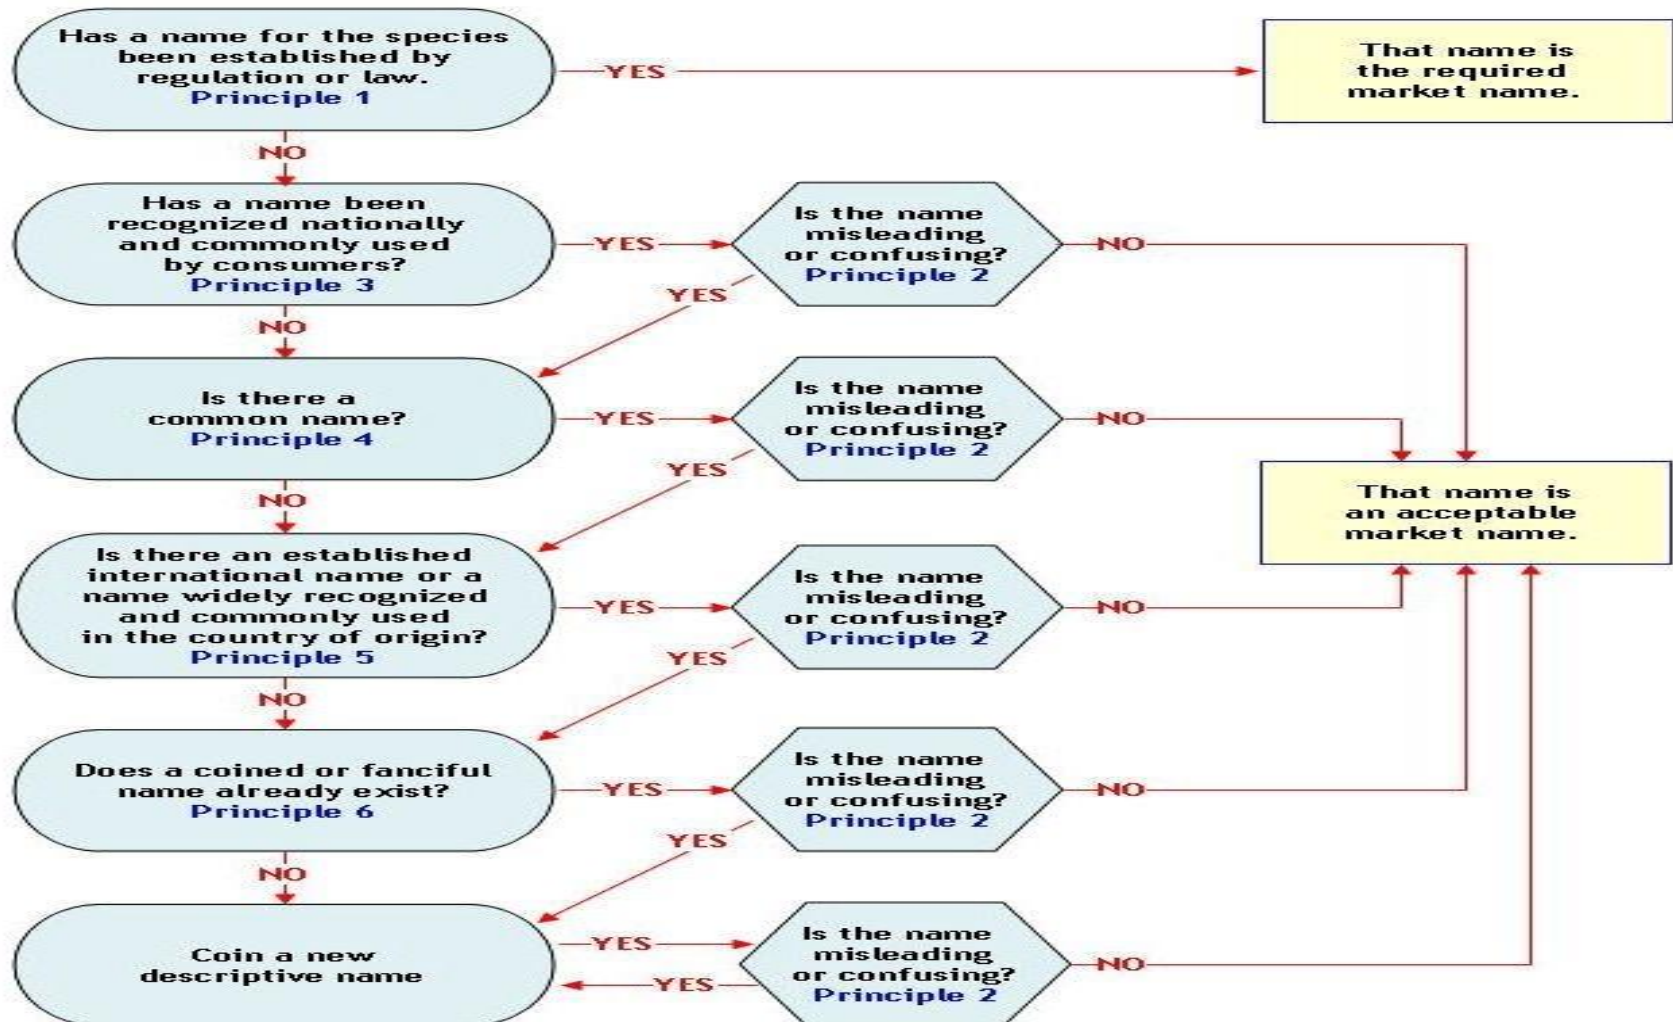 Has a name for the species
been established by
regulation or law.
Principle 1
YES
That name is
the required
market name.
NO
Has a name been
recognized nationally
and commonly used
by consumers?
Principle 3
YES
Is the name
misleading
or confusing?
Principle 2
NO
YES
NO
Is there a
common name?
Principle 4
YES
Is the name
misleading
or confusing?
Principle 2
NO
YES
That name is
an acceptable
market name.
NO
Is there an established
international name or a
name widely recognized
and commonly used
in the country of origin?
Principle 5
YES
Is the name
misleading
or confusing?
Principle 2
NO
YES
NO
Does a coined or fanciful
name already exist?
Principle 6
YES
Is the name
misleading
or confusing?
Principle 2
NO
YES
NO
Coin a new
descriptive name
YES
YES
Is the name
misleading
or confusing?
Principle 2
NO